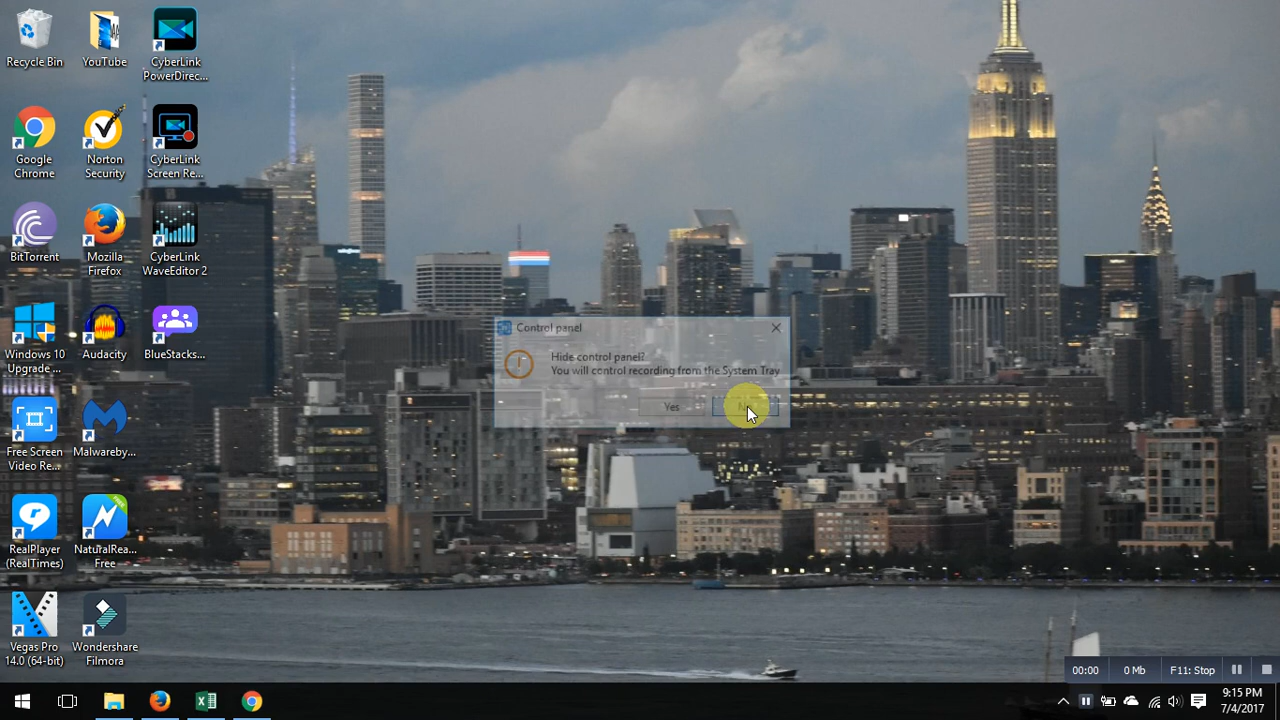 Recycle Bin
YouTube
CyberLink
PowerDirec...
Google
Chrome
Norton
Security
CyberLink
Screen Re...
BitTorrent
Mozilla
Firefox
CyberLink
WaveEditor 2
Windows 10
Upgrade ...
Audacity
BlueStacks...
Free Screen
Video Re...
Malwareby...
RealPlayer
(RealTimes)
NaturalRea...
Free
Vegas Pro
14.0 (64-bit)
Wondershare
Filmora
Control panel
Hide control panel?
You will control recording from the System Tray
Yes
00:00
0 Mb
F11: Stop
9:15 PM
7/4/2017